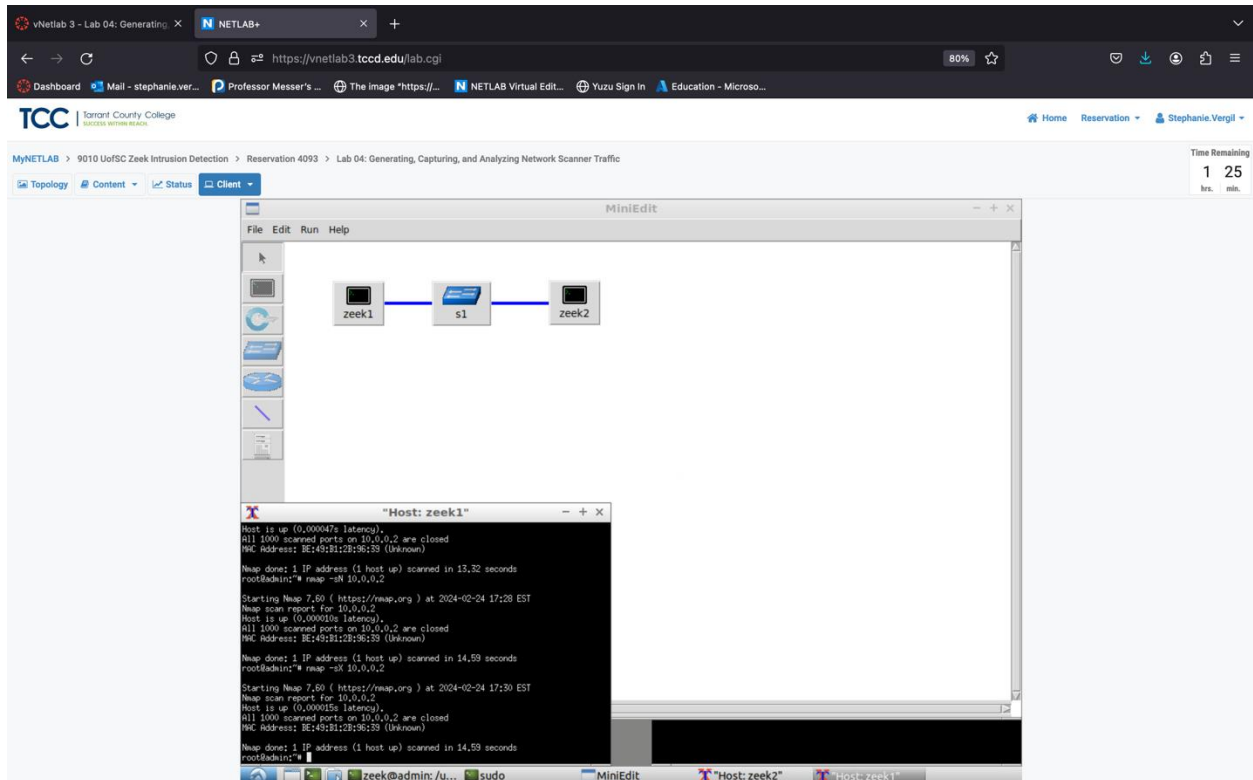 vNetlab 3 - Lab 04: Generating,
NETLAB+
https://vnetlab3.tccd.edu/lab.cgi
80%
Dashboard
Mail - stephanie.ver...
Professor Messer's ...
The image "https://...
NETLAB Virtual Edit...
Yuzu Sign In
Education - Microso...
TCC Tarrant County College
SUCCESS WITHIN REACH.
Home Reservation Stephanie.Vergil
MyNETLAB > 9010 UofSC Zeek Intrusion Detection > Reservation 4093 > Lab 04: Generating, Capturing, and Analyzing Network Scanner Traffic
Time Remaining
1 25
hrs. min.
Topology Content Status Client
MiniEdit
File Edit Run Help
zeek1 s1 zeek2
"Host: zeek1"
Host is up (0.000047s latency).
All 1000 scanned ports on 10.0.0.2 are closed
MAC Address: BE:49:B1:2B:96:39 (Unknown)
Nmap done: 1 IP address (1 host up) scanned in 13.32 seconds
root@admin:~# nmap -sN 10.0.0.2
Starting Nmap 7.60 ( https://nmap.org ) at 2024-02-24 17:28 EST
Nmap scan report for 10.0.0.2
Host is up (0.000010s latency).
All 1000 scanned ports on 10.0.0.2 are closed
MAC Address: BE:49:B1:2B:96:39 (Unknown)
Nmap done: 1 IP address (1 host up) scanned in 14.59 seconds
root@admin:~# nmap -sX 10.0.0.2
Starting Nmap 7.60 ( https://nmap.org ) at 2024-02-24 17:30 EST
Nmap scan report for 10.0.0.2
Host is up (0.000015s latency).
All 1000 scanned ports on 10.0.0.2 are closed
MAC Address: BE:49:B1:2B:96:39 (Unknown)
Nmap done: 1 IP address (1 host up) scanned in 14.59 seconds
root@admin:~#
zeek@admin: /u... sudo MiniEdit "Host: zeek2" "Host: zeek1"